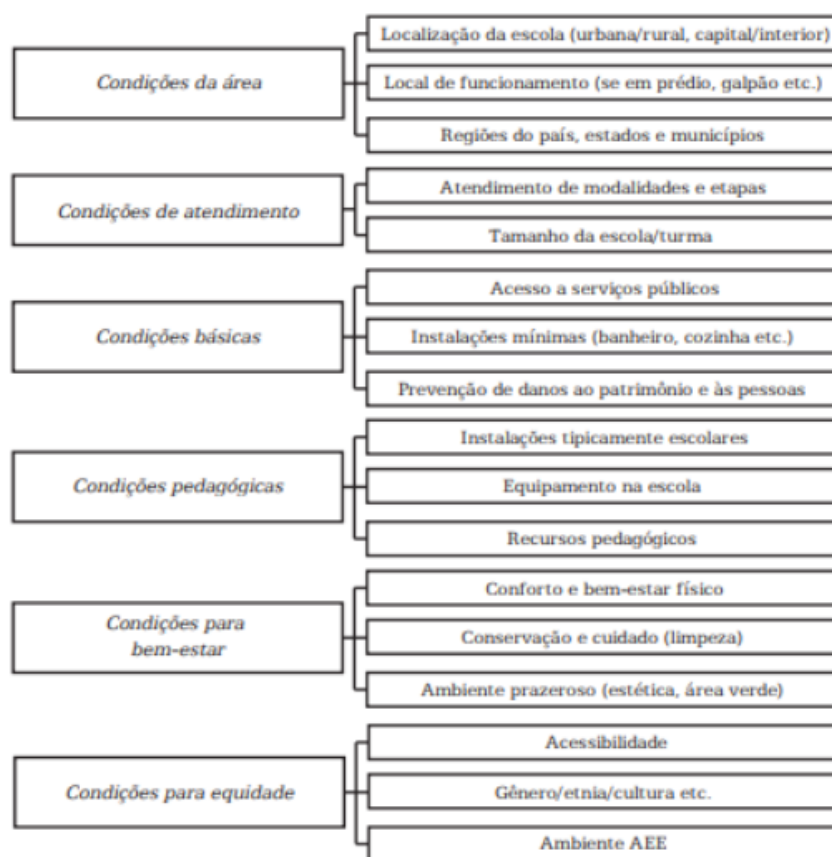 Condições da área
Localização da escola (urbana/rural, capital/interior)
Local de funcionamento (se em prédio, galpão etc.)
Regiões do país, estados e municípios
Condições de atendimento
Atendimento de modalidades e etapas
Tamanho da escola/turma
Condições básicas
Acesso a serviços públicos
Instalações mínimas (banheiro, cozinha etc.)
Prevenção de danos ao patrimônio e às pessoas
Condições pedagógicas
Instalações tipicamente escolares
Equipamento na escola
Recursos pedagógicos
Condições para
bem-estar
Conforto e bem-estar físico
Conservação e cuidado (limpeza)
Ambiente prazeroso (estética, área verde)
Condições para equidade
Acessibilidade
Gênero/etnia/cultura etc.
Ambiente AEE